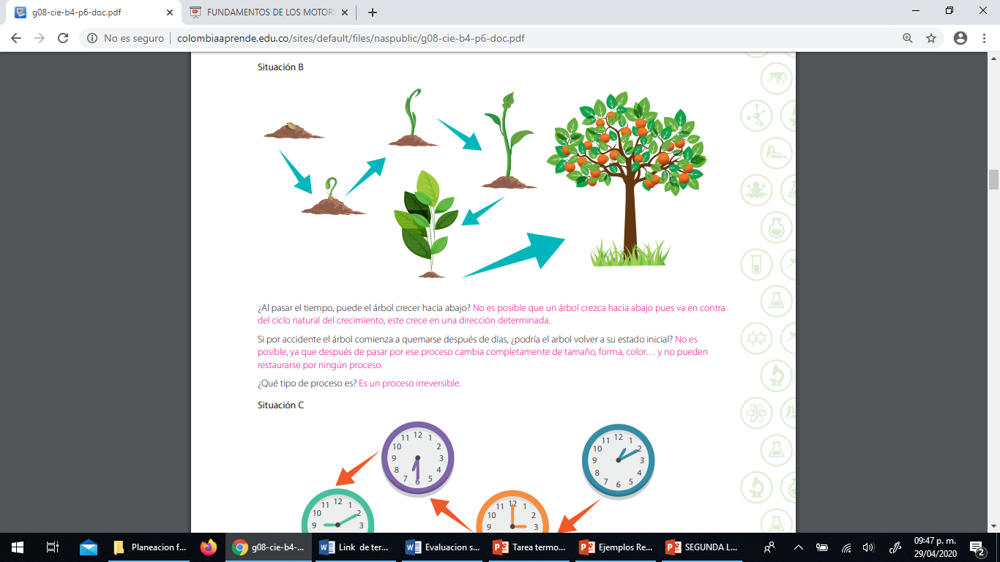 g08-cie-b4-p6-doc.pdf
FUNDAMENTOS DE LOS MOTOR
No es seguro
colombiaaprende.edu.co/sites/default/files/naspublic/g08-cie-b4-p6-doc.pdf
Situación B
¿Al pasar el tiempo, puede el árbol crecer hacia abajo? No es posible que un árbol crezca hacia abajo pues va en contra
del ciclo natural del crecimiento, este crece en una dirección determinada.
Si por accidente el árbol comienza a quemarse después de días, ¿podría el arbol volver a su estado inicial? No es
posible, ya que después de pasar por ese proceso cambia completamente de tamaño, forma, color… y no pueden
restaurarse por ningún proceso.
¿Qué tipo de proceso es? Es un proceso irreversible.
Situación C
12 1 2 3 4 5 6 7 8 9 10 11
12 1 2 3 4 5 6 7 8 9 10 11
12 1 2 3 9 10 11
12 1 2 3 9 10 11
Planeacion f...
g08-cie-b4-...
Link de ter...
Evaluacion s...
Tarea termo...
Ejemplos Re...
SEGUNDA L...
09:47 p. m.
29/04/2020
2